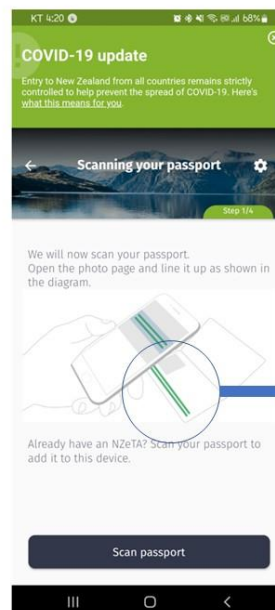 KT 4:20
68%
COVID-19 update
Entry to New Zealand from all countries remains strictly
controlled to help prevent the spread of COVID-19. Here's
what this means for you.
Scanning your passport
Step 1/4
We will now scan your passport.
Open the photo page and line it up as shown in
the diagram.
Already have an NZeTA? Scan your passport to
add it to this device.
Scan passport